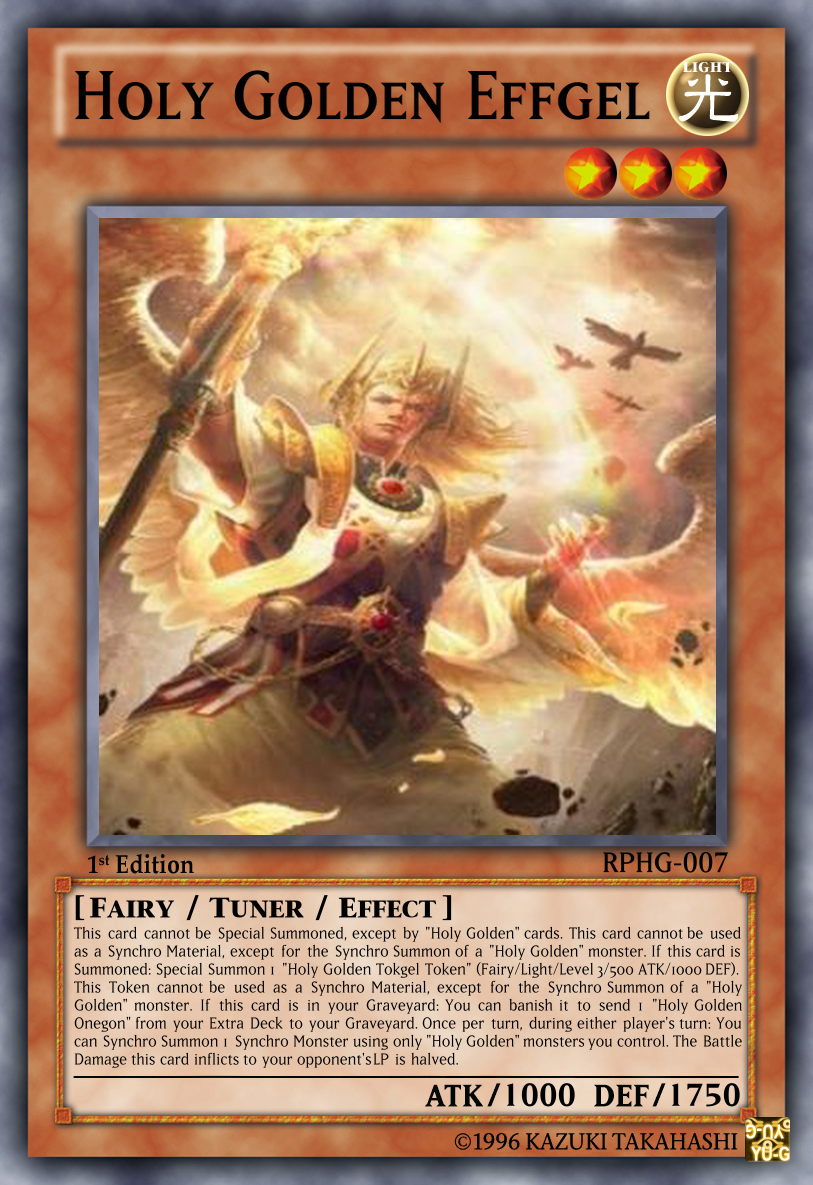 Holy Golden Effgel
LIGHT
光
1st Edition
RPHG-007
[ Fairy / Tuner / Effect ]
This card cannot be Special Summoned, except by "Holy Golden" cards. This card cannot be used
as a Synchro Material, except for the Synchro Summon of a "Holy Golden" monster. If this card is
Summoned: Special Summon 1 "Holy Golden Tokgel Token" (Fairy/Light/Level 3/500 ATK/1000 DEF).
This Token cannot be used as a Synchro Material, except for the Synchro Summon of a "Holy
Golden" monster. If this card is in your Graveyard: You can banish it to send 1 "Holy Golden
Onegon" from your Extra Deck to your Graveyard. Once per turn, during either player's turn: You
can Synchro Summon 1 Synchro Monster using only "Holy Golden" monsters you control. The Battle
Damage this card inflicts to your opponent's LP is halved.
ATK/1000 DEF/1750
©1996 KAZUKI TAKAHASHI